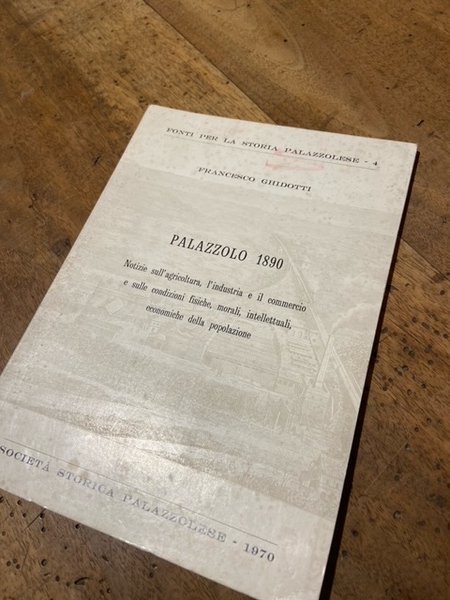 FONTI PER LA STORIA PALAZZOLESE - 4
FRANCESCO GHIDOTTI
PALAZZOLO 1890
Notizie sull'agricoltura, l'industria e il commercio
e sulle condizioni fisiche, morali, intellettuali,
economiche della popolazione
SOCIETÀ STORICA PALAZZOLESE - 1970